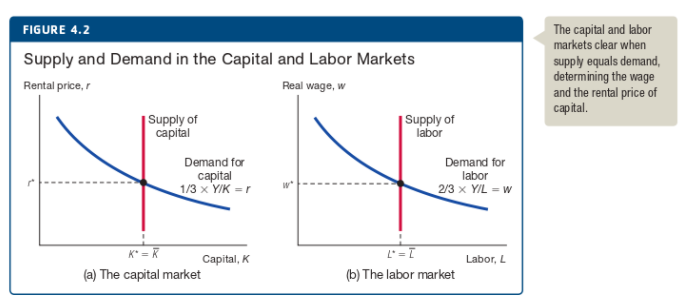 FIGURE 4.2
Supply and Demand in the Capital and Labor Markets
Rental price, r
Supply of
capital
Demand for
capital
1/3 × Y/K = r
r*
K* = K̅
Capital, K
(a) The capital market
Real wage, w
Supply of
labor
Demand for
labor
2/3 × Y/L = w
w*
L* = L̅
Labor, L
(b) The labor market
The capital and labor
markets clear when
supply equals demand,
determining the wage
and the rental price of
capital.